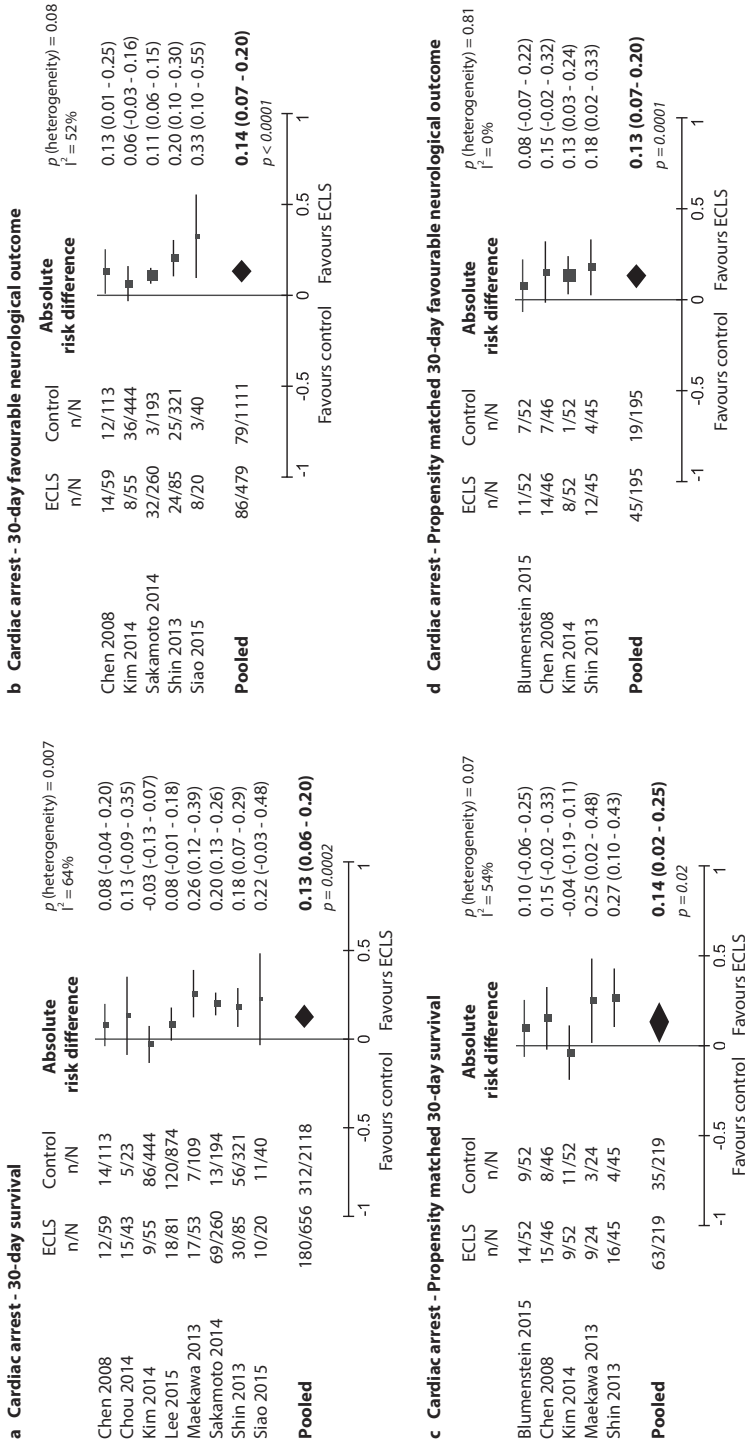 a Cardiac arrest - 30-day survival
ECLS Control Absolute
n/N n/N risk difference
p (heterogeneity) = 0.007
I² = 64%
Chen 2008 12/59 14/113 0.08 (-0.04 - 0.20)
Chou 2014 15/43 5/23 0.13 (-0.09 - 0.35)
Kim 2014 9/55 86/444 -0.03 (-0.13 - 0.07)
Lee 2015 18/81 120/874 0.08 (-0.01 - 0.18)
Maekawa 2013 17/53 7/109 0.26 (0.12 - 0.39)
Sakamoto 2014 69/260 13/194 0.20 (0.13 - 0.26)
Shin 2013 30/85 56/321 0.18 (0.07 - 0.29)
Siao 2015 10/20 11/40 0.22 (-0.03 - 0.48)
Pooled 180/656 312/2118 0.13 (0.06 - 0.20)
p = 0.0002
-1 -0.5 0 0.5 1
Favours control Favours ECLS
b Cardiac arrest - 30-day favourable neurological outcome
ECLS Control Absolute
n/N n/N risk difference
p (heterogeneity) = 0.08
I² = 52%
Chen 2008 14/59 12/113 0.13 (0.01 - 0.25)
Kim 2014 8/55 36/444 0.06 (-0.03 - 0.16)
Sakamoto 2014 32/260 3/193 0.11 (0.06 - 0.15)
Shin 2013 24/85 25/321 0.20 (0.10 - 0.30)
Siao 2015 8/20 3/40 0.33 (0.10 - 0.55)
Pooled 86/479 79/1111 0.14 (0.07 - 0.20)
p < 0.0001
-1 -0.5 0 0.5 1
Favours control Favours ECLS
c Cardiac arrest - Propensity matched 30-day survival
ECLS Control Absolute
n/N n/N risk difference
p (heterogeneity) = 0.07
I² = 54%
Blumenstein 2015 14/52 9/52 0.10 (-0.06 - 0.25)
Chen 2008 15/46 8/46 0.15 (-0.02 - 0.33)
Kim 2014 9/52 11/52 -0.04 (-0.19 - 0.11)
Maekawa 2013 9/24 3/24 0.25 (0.02 - 0.48)
Shin 2013 16/45 4/45 0.27 (0.10 - 0.43)
Pooled 63/219 35/219 0.14 (0.02 - 0.25)
p = 0.02
-1 -0.5 0 0.5 1
Favours control Favours ECLS
d Cardiac arrest - Propensity matched 30-day favourable neurological outcome
ECLS Control Absolute
n/N n/N risk difference
p (heterogeneity) = 0.81
I² = 0%
Blumenstein 2015 11/52 7/52 0.08 (-0.07 - 0.22)
Chen 2008 14/46 7/46 0.15 (-0.02 - 0.32)
Kim 2014 8/52 1/52 0.13 (0.03 - 0.24)
Shin 2013 12/45 4/45 0.18 (0.02 - 0.33)
Pooled 45/195 19/195 0.13 (0.07- 0.20)
p = 0.0001
-1 -0.5 0 0.5 1
Favours control Favours ECLS